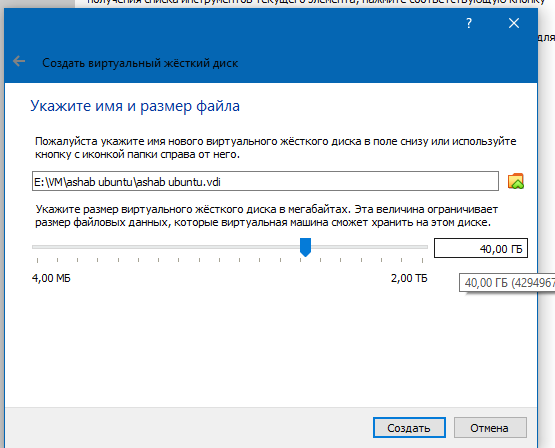 получения списка инструментов текущего элемента, нажмите соответствующую кнопку
?
для
Создать виртуальный жёсткий диск
Укажите имя и размер файла
Пожалуйста укажите имя нового виртуального жёсткого диска в поле снизу или используйте
кнопку с иконкой папки справа от него.
E:\VM\ashab ubuntu\ashab ubuntu.vdi
Укажите размер виртуального жёсткого диска в мегабайтах. Эта величина ограничивает
размер файловых данных, которые виртуальная машина сможет хранить на этом диске.
40,00 ГБ
4,00 МБ 2,00 ТБ
40,00 ГБ (4294967
Создать Отмена